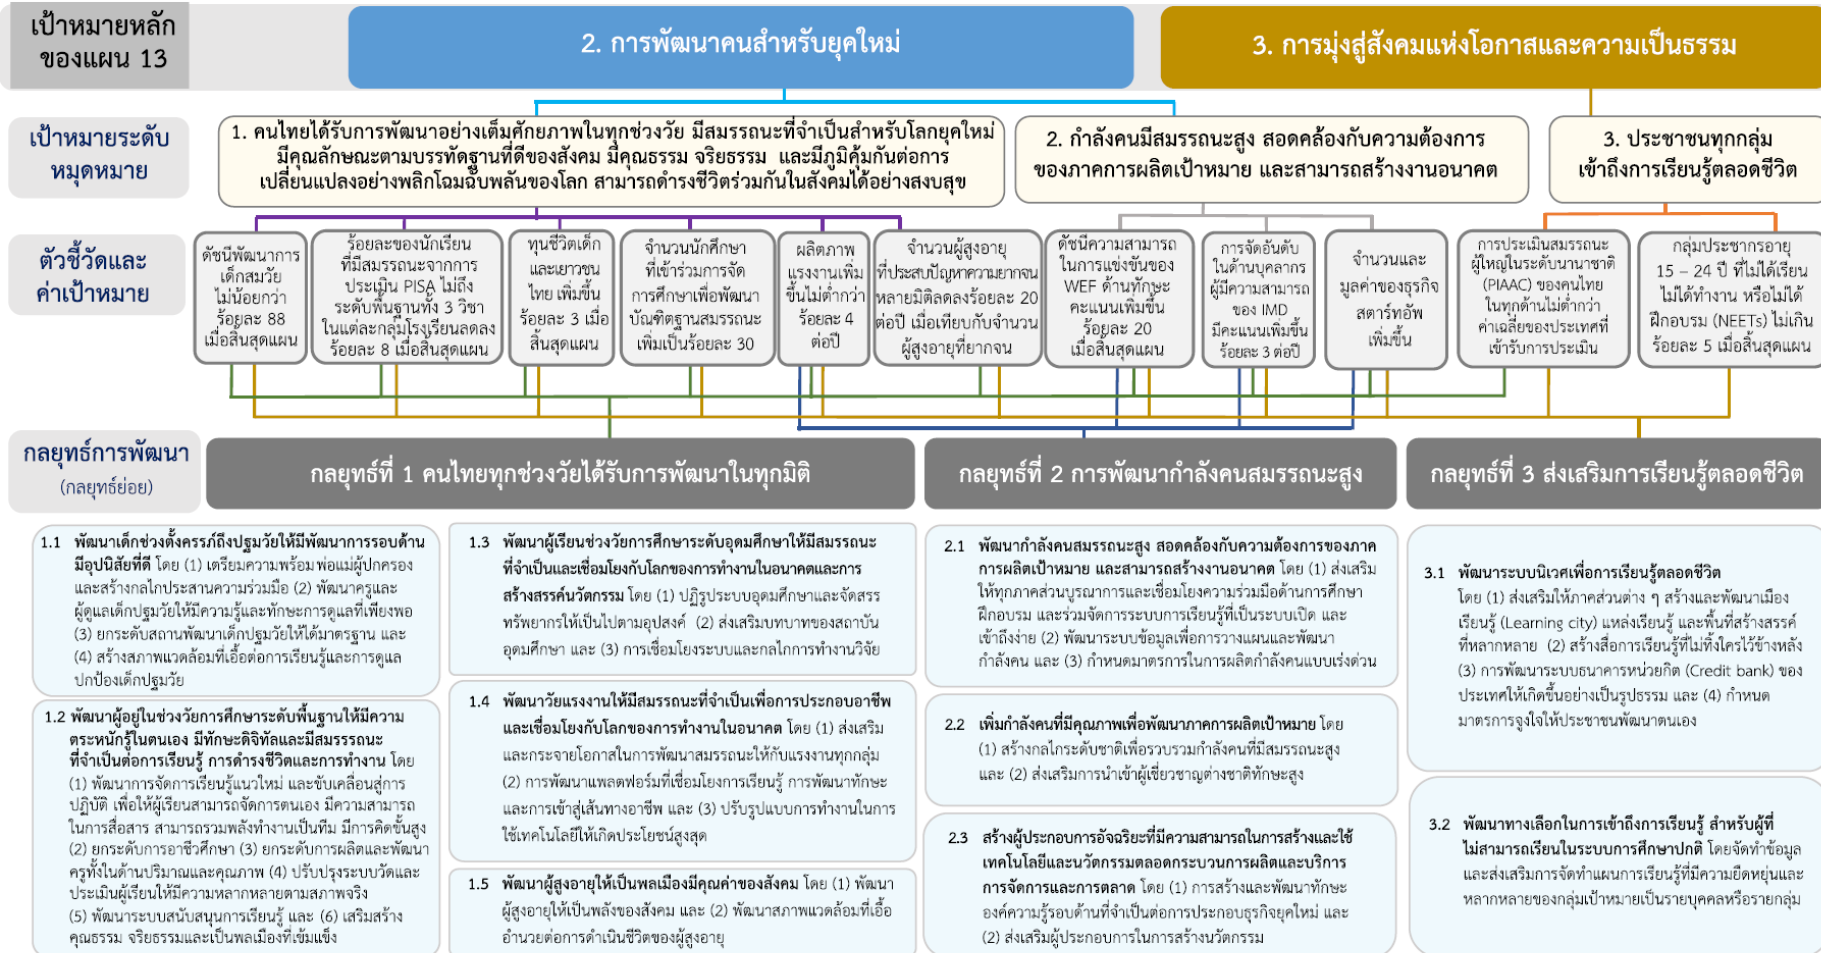 เป้าหมายหลัก
ของแผน 13
2. การพัฒนาคนสำหรับยุคใหม่
3. การมุ่งสู่สังคมแห่งโอกาสและความเป็นธรรม
เป้าหมายระดับ
หมุดหมาย
1. คนไทยได้รับการพัฒนาอย่างเต็มศักยภาพในทุกช่วงวัย มีสมรรถนะที่จำเป็นสำหรับโลกยุคใหม่
มีคุณลักษณะตามบรรทัดฐานที่ดีของสังคม มีคุณธรรม จริยธรรม และมีภูมิคุ้มกันต่อการ
เปลี่ยนแปลงอย่างพลิกโฉมฉับพลันของโลก สามารถดำรงชีวิตร่วมกันในสังคมได้อย่างสงบสุข
2. กำลังคนมีสมรรถนะสูง สอดคล้องกับความต้องการ
ของภาคการผลิตเป้าหมาย และสามารถสร้างงานอนาคต
3. ประชาชนทุกกลุ่ม
เข้าถึงการเรียนรู้ตลอดชีวิต
ตัวชี้วัดและ
ค่าเป้าหมาย
ดัชนีพัฒนาการ
เด็กสมวัย
ไม่น้อยกว่า
ร้อยละ 88
เมื่อสิ้นสุดแผน
ร้อยละของนักเรียน
ที่มีสมรรถนะจากการ
ประเมิน PISA ไม่ถึง
ระดับพื้นฐานทั้ง 3 วิชา
ในแต่ละกลุ่มโรงเรียนลดลง
ร้อยละ 8 เมื่อสิ้นสุดแผน
ทุนชีวิตเด็ก
และเยาวชน
ไทย เพิ่มขึ้น
ร้อยละ 3 เมื่อ
สิ้นสุดแผน
จำนวนนักศึกษา
ที่เข้าร่วมการจัด
การศึกษาเพื่อพัฒนา
บัณฑิตฐานสมรรถนะ
เพิ่มเป็นร้อยละ 30
ผลิตภาพ
แรงงานเพิ่ม
ขึ้นไม่ต่ำกว่า
ร้อยละ 4
ต่อปี
จำนวนผู้สูงอายุ
ที่ประสบปัญหาความยากจน
หลายมิติลดลงร้อยละ 20
ต่อปี เมื่อเทียบกับจำนวน
ผู้สูงอายุที่ยากจน
ดัชนีความสามารถ
ในการแข่งขันของ
WEF ด้านทักษะ
คะแนนเพิ่มขึ้น
ร้อยละ 20
เมื่อสิ้นสุดแผน
การจัดอันดับ
ในด้านบุคลากร
ผู้มีความสามารถ
ของ IMD
มีคะแนนเพิ่มขึ้น
ร้อยละ 3 ต่อปี
จำนวนและ
มูลค่าของธุรกิจ
สตาร์ทอัพ
เพิ่มขึ้น
การประเมินสมรรถนะ
ผู้ใหญ่ในระดับนานาชาติ
(PIAAC) ของคนไทย
ในทุกด้านไม่ต่ำกว่า
ค่าเฉลี่ยของประเทศที่
เข้ารับการประเมิน
กลุ่มประชากรอายุ
15 – 24 ปี ที่ไม่ได้เรียน
ไม่ได้ทำงาน หรือไม่ได้
ฝึกอบรม (NEETs) ไม่เกิน
ร้อยละ 5 เมื่อสิ้นสุดแผน
กลยุทธ์การพัฒนา
(กลยุทธ์ย่อย)
กลยุทธ์ที่ 1 คนไทยทุกช่วงวัยได้รับการพัฒนาในทุกมิติ
กลยุทธ์ที่ 2 การพัฒนากำลังคนสมรรถนะสูง
กลยุทธ์ที่ 3 ส่งเสริมการเรียนรู้ตลอดชีวิต
1.1 พัฒนาเด็กช่วงตั้งครรภ์ถึงปฐมวัยให้มีพัฒนาการรอบด้าน
มีอุปนิสัยที่ดี โดย (1) เตรียมความพร้อมพ่อแม่ผู้ปกครอง
และสร้างกลไกประสานความร่วมมือ (2) พัฒนาครูและ
ผู้ดูแลเด็กปฐมวัยให้มีความรู้และทักษะการดูแลที่เพียงพอ
(3) ยกระดับสถานพัฒนาเด็กปฐมวัยให้ได้มาตรฐาน และ
(4) สร้างสภาพแวดล้อมที่เอื้อต่อการเรียนรู้และการดูแล
ปกป้องเด็กปฐมวัย
1.2 พัฒนาผู้อยู่ในช่วงวัยการศึกษาระดับพื้นฐานให้มีความ
ตระหนักรู้ในตนเอง มีทักษะดิจิทัลและมีสมรรรถนะ
ที่จำเป็นต่อการเรียนรู้ การดำรงชีวิตและการทำงาน โดย
(1) พัฒนาการจัดการเรียนรู้แนวใหม่ และขับเคลื่อนสู่การ
ปฏิบัติ เพื่อให้ผู้เรียนสามารถจัดการตนเอง มีความสามารถ
ในการสื่อสาร สามารถรวมพลังทำงานเป็นทีม มีการคิดขั้นสูง
(2) ยกระดับการอาชีวศึกษา (3) ยกระดับการผลิตและพัฒนา
ครูทั้งในด้านปริมาณและคุณภาพ (4) ปรับปรุงระบบวัดและ
ประเมินผู้เรียนให้มีความหลากหลายตามสภาพจริง
(5) พัฒนาระบบสนับสนุนการเรียนรู้ และ (6) เสริมสร้าง
คุณธรรม จริยธรรมและเป็นพลเมืองที่เข้มแข็ง
1.3 พัฒนาผู้เรียนช่วงวัยการศึกษาระดับอุดมศึกษาให้มีสมรรถนะ
ที่จำเป็นและเชื่อมโยงกับโลกของการทำงานในอนาคตและการ
สร้างสรรค์นวัตกรรม โดย (1) ปฏิรูประบบอุดมศึกษาและจัดสรร
ทรัพยากรให้เป็นไปตามอุปสงค์ (2) ส่งเสริมบทบาทของสถาบัน
อุดมศึกษา และ (3) การเชื่อมโยงระบบและกลไกการทำงานวิจัย
1.4 พัฒนาวัยแรงงานให้มีสมรรถนะที่จำเป็นเพื่อการประกอบอาชีพ
และเชื่อมโยงกับโลกของการทำงานในอนาคต โดย (1) ส่งเสริม
และกระจายโอกาสในการพัฒนาสมรรถนะให้กับแรงงานทุกกลุ่ม
(2) การพัฒนาแพลตฟอร์มที่เชื่อมโยงการเรียนรู้ การพัฒนาทักษะ
และการเข้าสู่เส้นทางอาชีพ และ (3) ปรับรูปแบบการทำงานในการ
ใช้เทคโนโลยีให้เกิดประโยชน์สูงสุด
1.5 พัฒนาผู้สูงอายุให้เป็นพลเมืองมีคุณค่าของสังคม โดย (1) พัฒนา
ผู้สูงอายุให้เป็นพลังของสังคม และ (2) พัฒนาสภาพแวดล้อมที่เอื้อ
อำนวยต่อการดำเนินชีวิตของผู้สูงอายุ
2.1 พัฒนากำลังคนสมรรถนะสูง สอดคล้องกับความต้องการของภาค
การผลิตเป้าหมาย และสามารถสร้างงานอนาคต โดย (1) ส่งเสริม
ให้ทุกภาคส่วนบูรณาการและเชื่อมโยงความร่วมมือด้านการศึกษา
ฝึกอบรม และร่วมจัดการระบบการเรียนรู้ที่เป็นระบบเปิด และ
เข้าถึงง่าย (2) พัฒนาระบบข้อมูลเพื่อการวางแผนและพัฒนา
กำลังคน และ (3) กำหนดมาตรการในการผลิตกำลังคนแบบเร่งด่วน
2.2 เพิ่มกำลังคนที่มีคุณภาพเพื่อพัฒนาภาคการผลิตเป้าหมาย โดย
(1) สร้างกลไกระดับชาติเพื่อรวบรวมกำลังคนที่มีสมรรถนะสูง
และ (2) ส่งเสริมการนำเข้าผู้เชี่ยวชาญต่างชาติทักษะสูง
2.3 สร้างผู้ประกอบการอัจฉริยะที่มีความสามารถในการสร้างและใช้
เทคโนโลยีและนวัตกรรมตลอดกระบวนการผลิตและบริการ
การจัดการและการตลาด โดย (1) การสร้างและพัฒนาทักษะ
องค์ความรู้รอบด้านที่จำเป็นต่อการประกอบธุรกิจยุคใหม่ และ
(2) ส่งเสริมผู้ประกอบการในการสร้างนวัตกรรม
3.1 พัฒนาระบบนิเวศเพื่อการเรียนรู้ตลอดชีวิต
โดย (1) ส่งเสริมให้ภาคส่วนต่าง ๆ สร้างและพัฒนาเมือง
เรียนรู้ (Learning city) แหล่งเรียนรู้ และพื้นที่สร้างสรรค์
ที่หลากหลาย (2) สร้างสื่อการเรียนรู้ที่ไม่ทิ้งใครไว้ข้างหลัง
(3) การพัฒนาระบบธนาคารหน่วยกิต (Credit bank) ของ
ประเทศให้เกิดขึ้นอย่างเป็นรูปธรรม และ (4) กำหนด
มาตรการจูงใจให้ประชาชนพัฒนาตนเอง
3.2 พัฒนาทางเลือกในการเข้าถึงการเรียนรู้ สำหรับผู้ที่
ไม่สามารถเรียนในระบบการศึกษาปกติ โดยจัดทำข้อมูล
และส่งเสริมการจัดทำแผนการเรียนรู้ที่มีความยืดหยุ่นและ
หลากหลายของกลุ่มเป้าหมายเป็นรายบุคคลหรือรายกลุ่ม